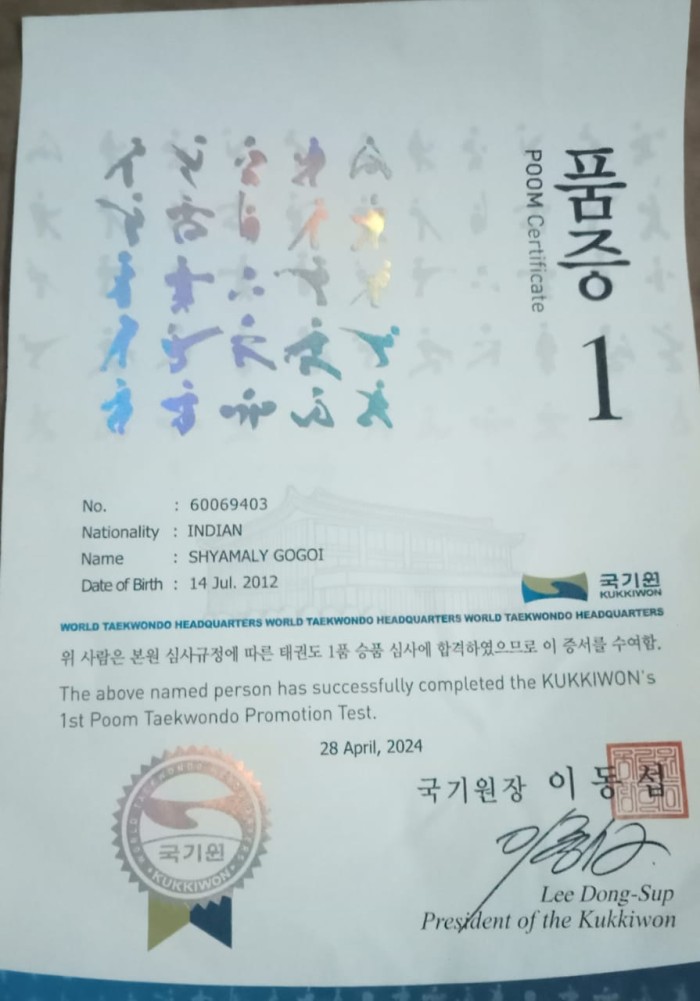 품증 1
POOM Certificate
No. : 60069403
Nationality : INDIAN
Name : SHYAMALY GOGOI
Date of Birth : 14 Jul. 2012
국기원
KUKKIWON
WORLD TAEKWONDO HEADQUARTERS WORLD TAEKWONDO HEADQUARTERS WORLD TAEKWONDO HEADQUARTERS
위 사람은 본원 심사규정에 따른 태권도 1품 승품 심사에 합격하였으므로 이 증서를 수여함.
The above named person has successfully completed the KUKKIWON's
1st Poom Taekwondo Promotion Test.
28 April, 2024
국기원장 이동섭
WORLD TAEKWONDO HEADQUARTERS
국기원
KUKKIWON
Lee Dong-Sup
President of the Kukkiwon